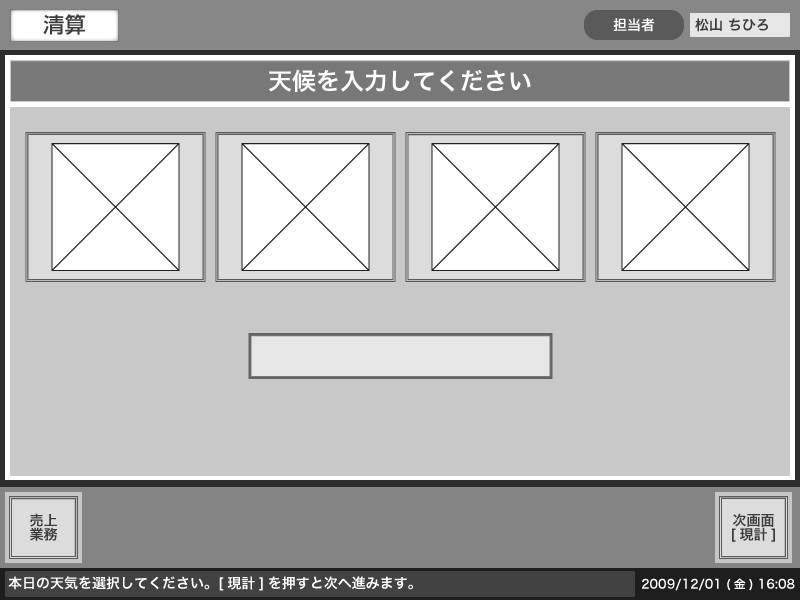 清算
担当者
松山 ちひろ
天候を入力してください
売上
業務
次画面
[ 現計 ]
本日の天気を選択してください。[ 現計 ] を押すと次へ進みます。
2009/12/01 ( 金 ) 16:08